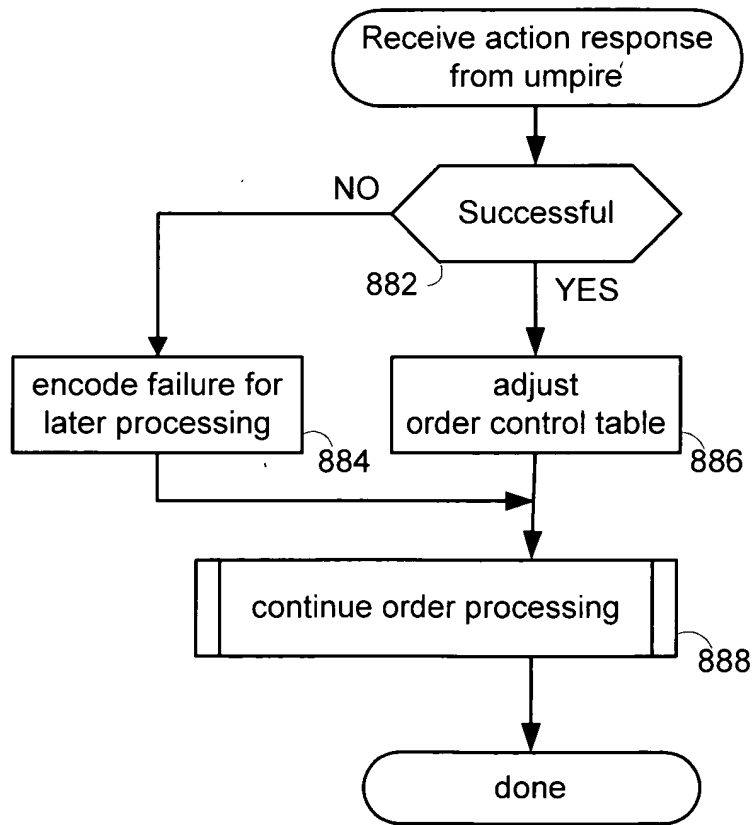 Receive action response
from umpire
NO
Successful
882
YES
encode failure for
later processing
884
adjust
order control table
886
continue order processing
888
done